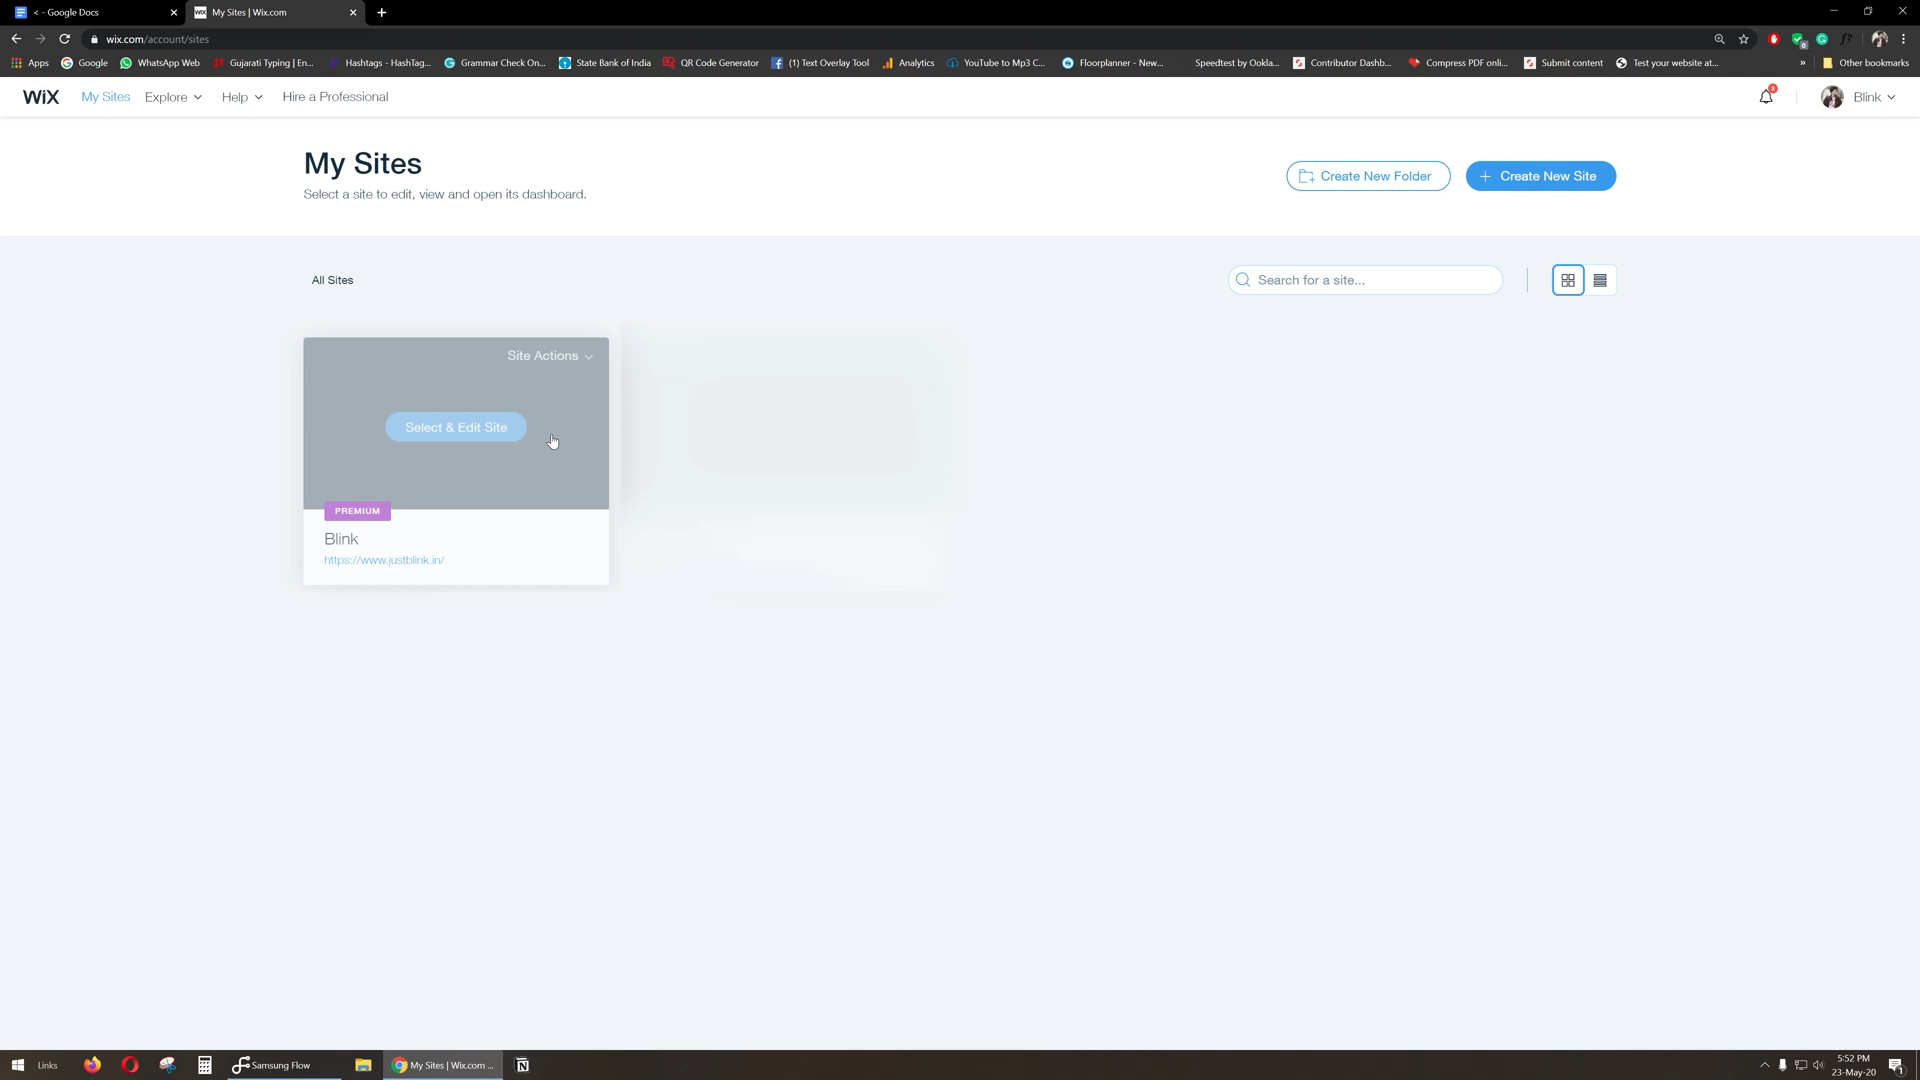 < - Google Docs
My Sites | Wix.com
wix.com/account/sites
Apps Google WhatsApp Web Gujarati Typing | En... Hashtags - HashTag... Grammar Check On... State Bank of India QR Code Generator (1) Text Overlay Tool Analytics YouTube to Mp3 C... Floorplanner - New... Speedtest by Ookla... Contributor Dashb... Compress PDF onli... Submit content Test your website at... » Other bookmarks
WiX My Sites Explore Help Hire a Professional 3 Blink
My Sites
Select a site to edit, view and open its dashboard.
Create New Folder
+ Create New Site
All Sites
Search for a site...
Site Actions
Select & Edit Site
PREMIUM
Blink
https://www.justblink.in/
Links Samsung Flow My Sites | Wix.com ...
5:52 PM
23-May-20